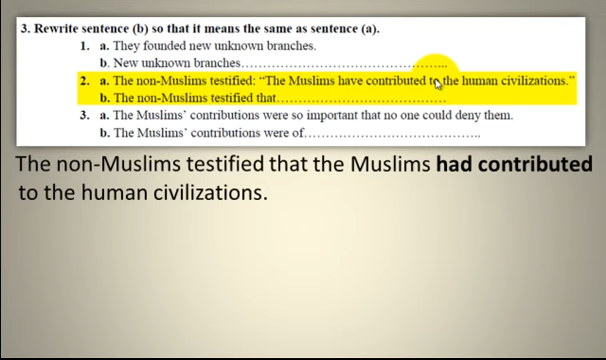 3. Rewrite sentence (b) so that it means the same as sentence (a).
1. a. They founded new unknown branches.
b. New unknown branches……………………………………...
2. a. The non-Muslims testified: “The Muslims have contributed to the human civilizations.”
b. The non-Muslims testified that……………………………………
3. a. The Muslims’ contributions were so important that no one could deny them.
b. The Muslims’ contributions were of……………………………………..
The non-Muslims testified that the Muslims had contributed
to the human civilizations.